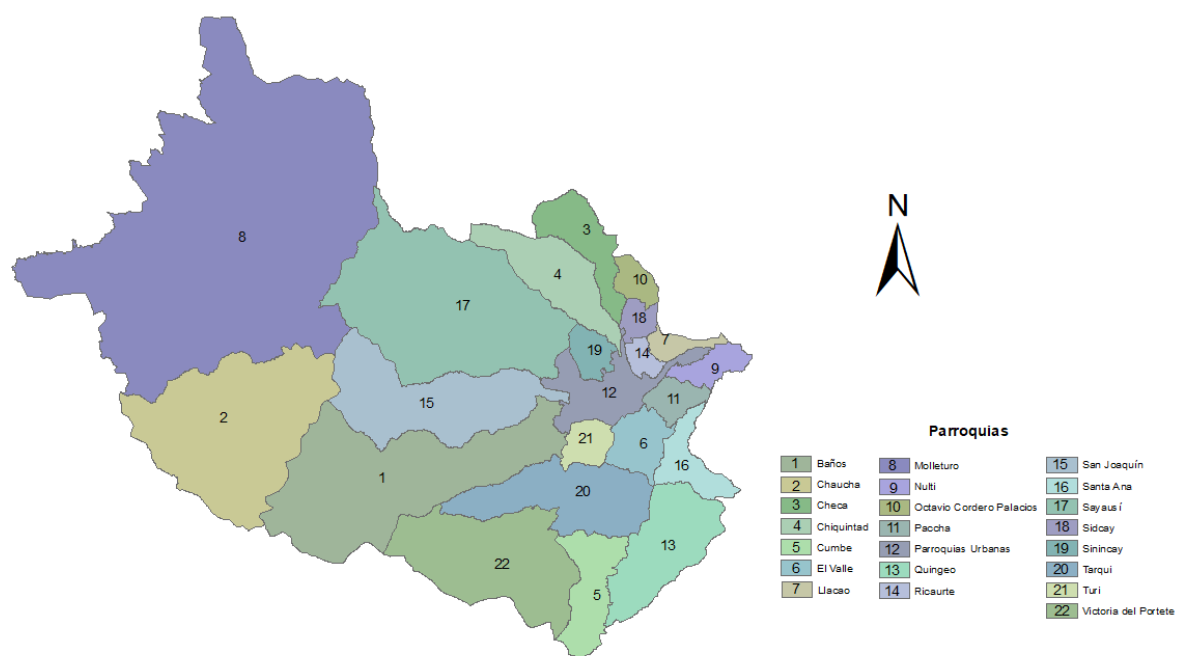 N
8
3
4
10
17
18
7
19
14
9
12
11
15
2
21
6
16
1
20
13
22
5
Parroquias
1 Baños
2 Chaucha
3 Checa
4 Chiquintad
5 Cumbe
6 El Valle
7 Llacao
8 Molleturo
9 Nulti
10 Octavio Cordero Palacios
11 Paccha
12 Parroquias Urbanas
13 Quingeo
14 Ricaurte
15 San Joaquín
16 Santa Ana
17 Sayausí
18 Sidcay
19 Sinincay
20 Tarqui
21 Turi
22 Victoria del Portete